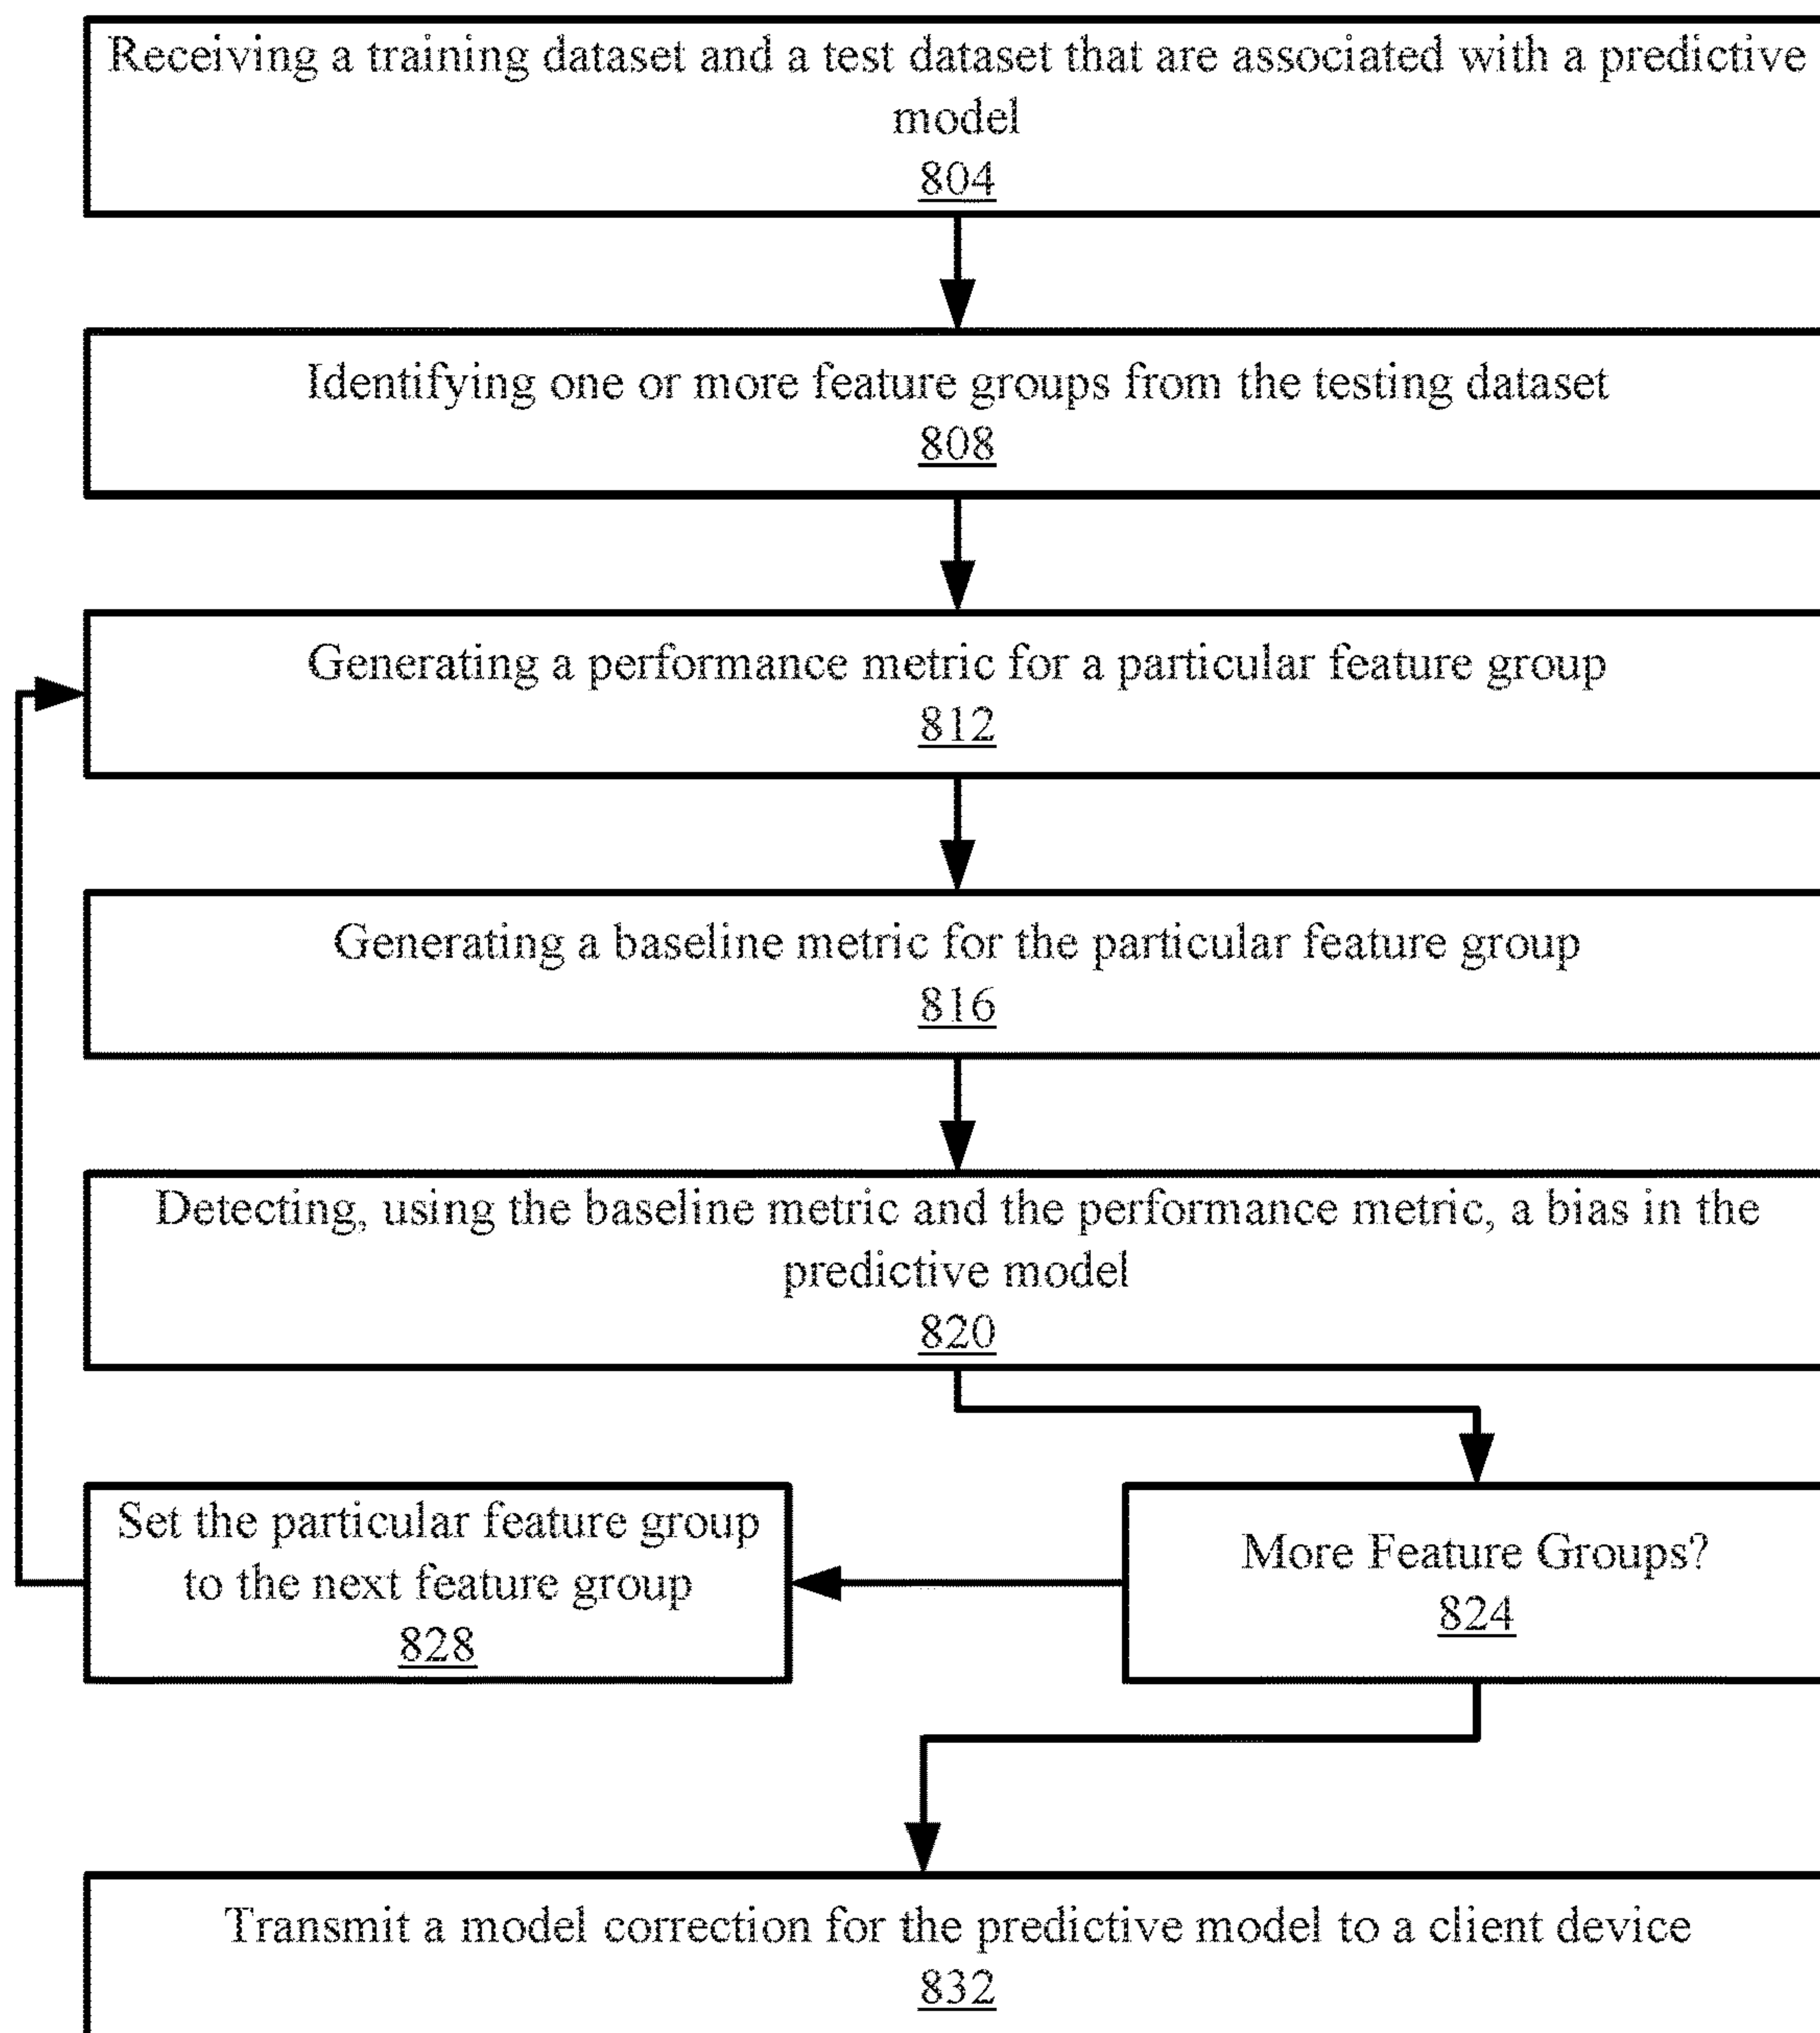 Receiving a training dataset and a test dataset that are associated with a predictive
model
804
Identifying one or more feature groups from the testing dataset
808
Generating a performance metric for a particular feature group
812
Generating a baseline metric for the particular feature group
816
Detecting, using the baseline metric and the performance metric, a bias in the
predictive model
820
Set the particular feature group
to the next feature group
828
More Feature Groups?
824
Transmit a model correction for the predictive model to a client device
832